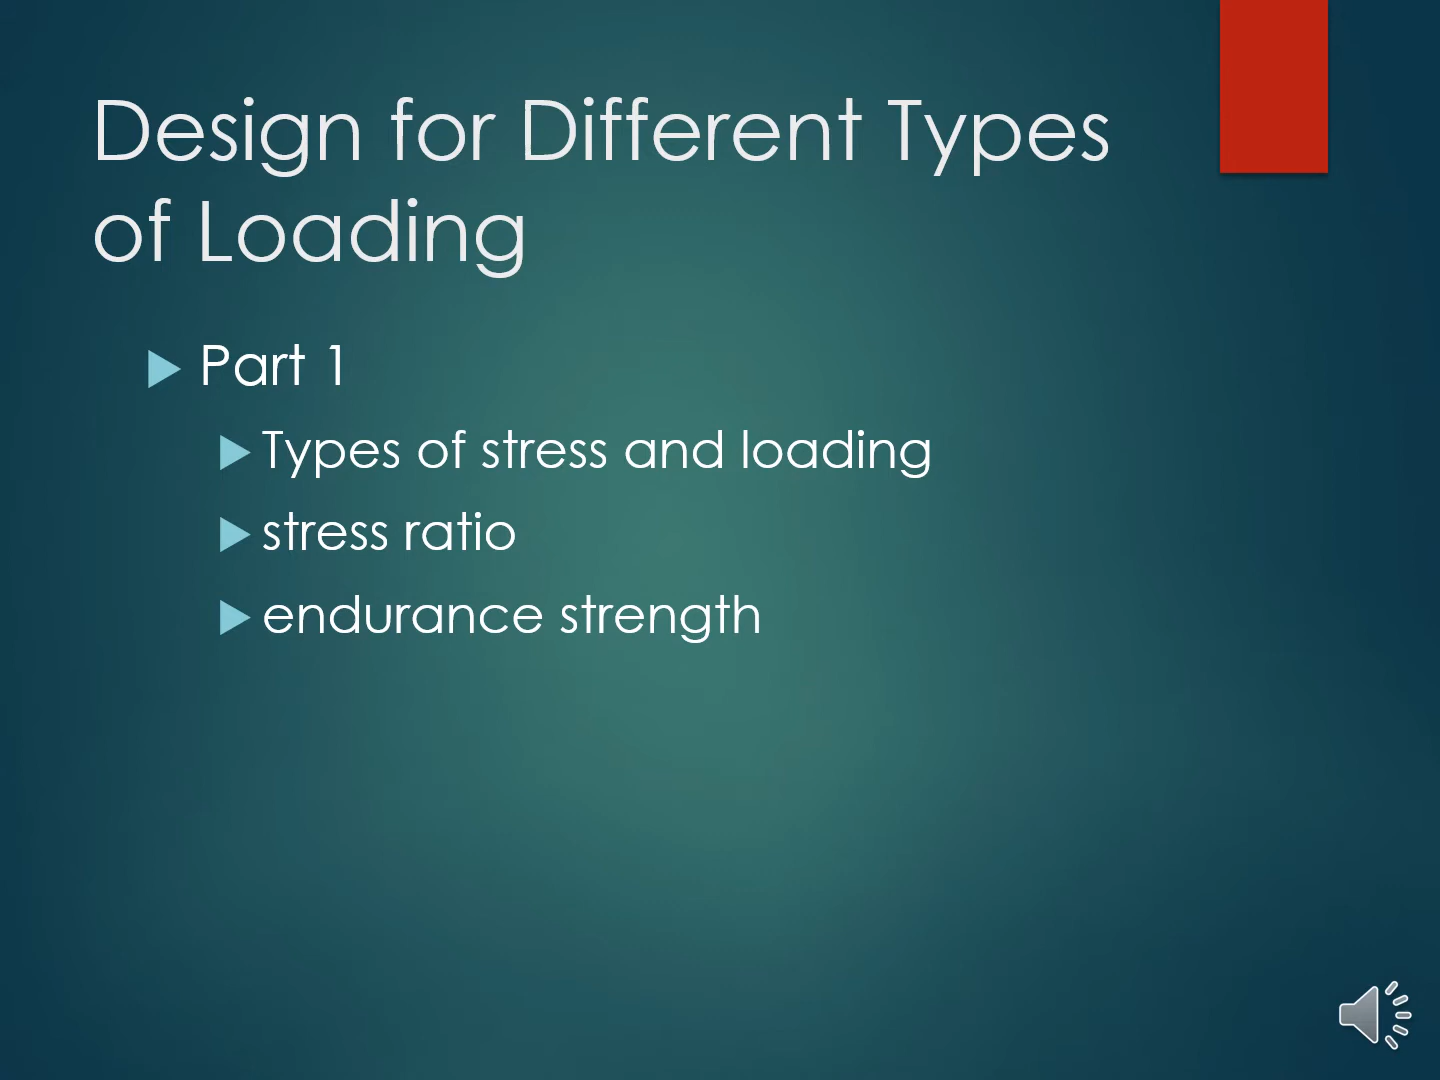 Design for Different Types
of Loading
Part 1
Types of stress and loading
stress ratio
endurance strength